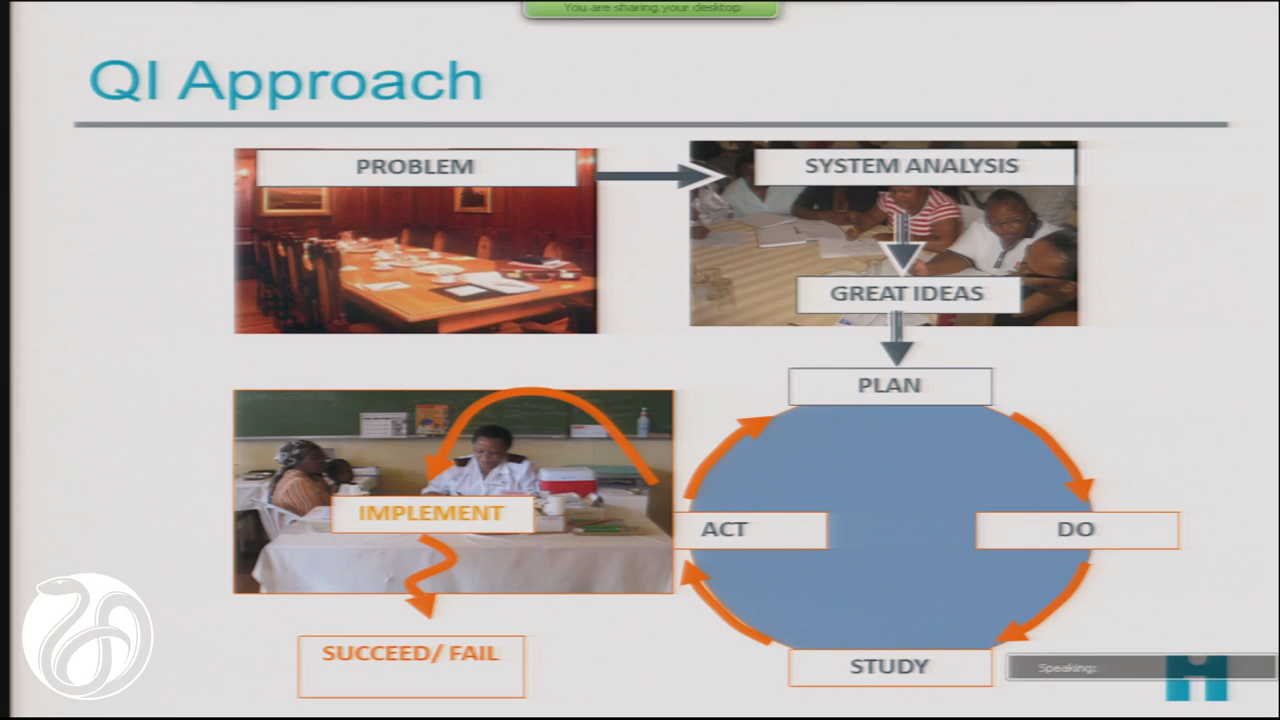 You are sharing your desktop
QI Approach
PROBLEM
SYSTEM ANALYSIS
GREAT IDEAS
PLAN
IMPLEMENT
ACT
DO
SUCCEED/ FAIL
STUDY
Speaking: